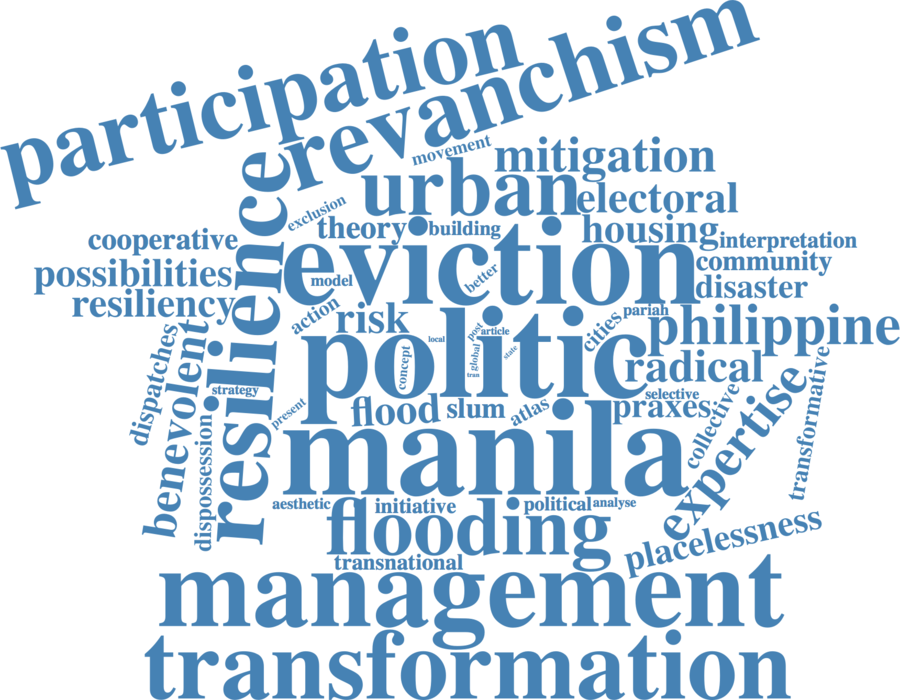 participation
revanchism
movement
mitigation
urban
electoral
exclusion
theory
building
housing
cooperative
interpretation
resilience
eviction
possibilities
model
better
community
resiliency
disaster
action
risk
local
post
article
cities
pariah
philippine
dispatches
benevolent
politic
concept
global
state
tran
radical
strategy
selective
present
flood
slum
atlas
praxes
collective
expertise
transformative
dispossession
manila
aesthetic
initiative
political
analyse
flooding
placelessness
transnational
management
transformation